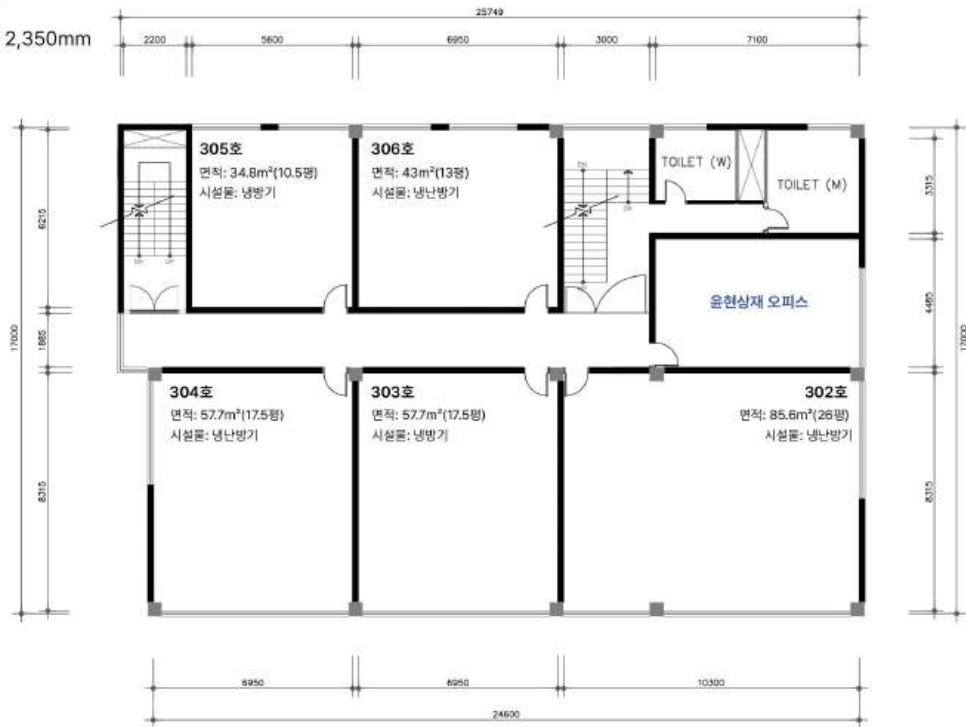 25749
2,350mm
2200
5600
6950
3000
7100
305호
면적: 34.8m²(10.5평)
시설물: 냉방기
306호
면적: 43m²(13평)
시설물: 냉난방기
TOILET (W)
TOILET (M)
DN
UP
윤현상재 오피스
304호
면적: 57.7m²(17.5평)
시설물: 냉난방기
303호
면적: 57.7m²(17.5평)
시설물: 냉방기
302호
면적: 85.6m²(26평)
시설물: 냉난방기
17000
6215
1885
8315
3315
4485
8315
17000
6950
6950
10300
24600